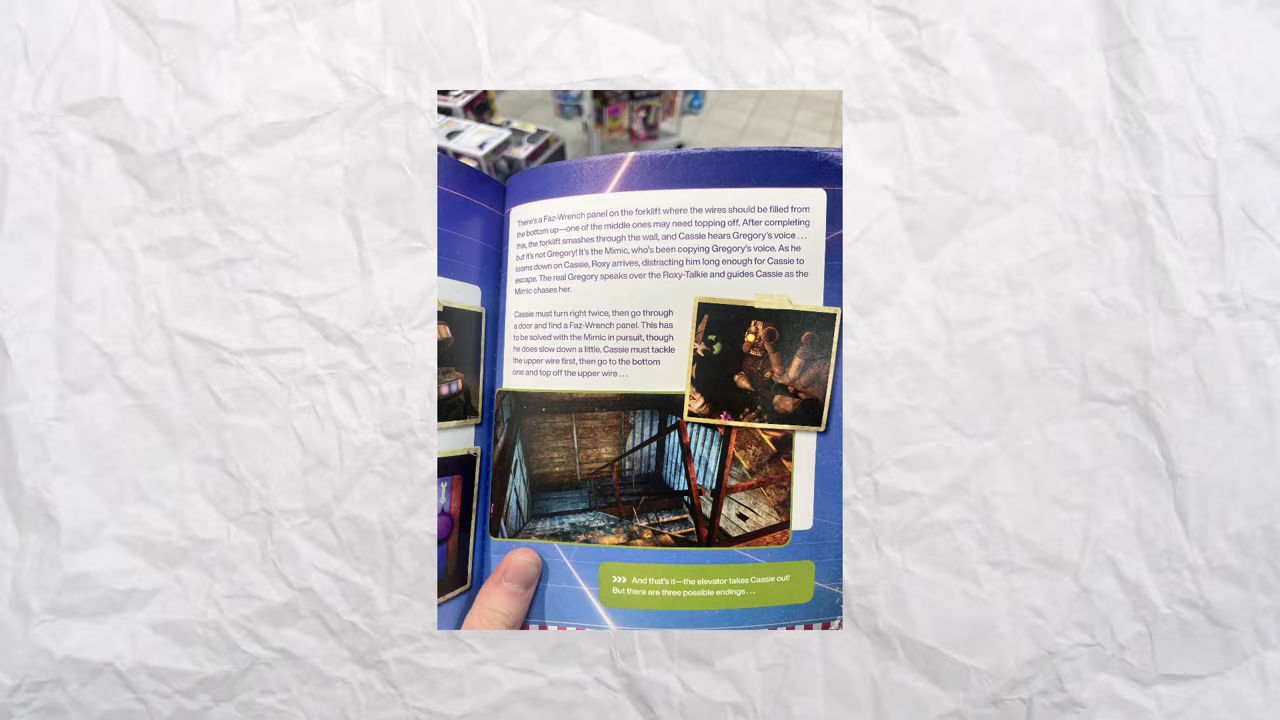 There's a Faz-Wrench panel on the forklift where the wires should be filled from
the bottom up—one of the middle ones may need topping off. After completing
this, the forklift smashes through the wall, and Cassie hears Gregory's voice...
but it's not Gregory! It's the Mimic, who's been copying Gregory's voice. As he
looms down on Cassie, Roxy arrives, distracting him long enough for Cassie to
escape. The real Gregory speaks over the Roxy-Talkie and guides Cassie as the
Mimic chases her.
Cassie must turn right twice, then go through
a door and find a Faz-Wrench panel. This has
to be solved with the Mimic in pursuit, though
he does slow down a little. Cassie must tackle
the upper wire first, then go to the bottom
one and top off the upper wire...
>>> And that's it—the elevator takes Cassie out!
But there are three possible endings...